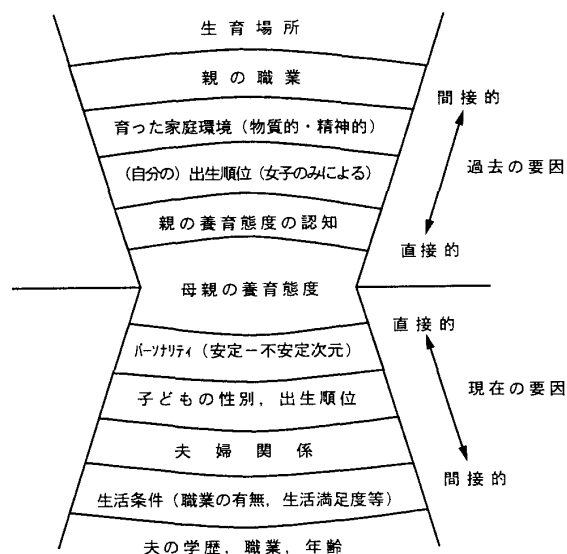 生育場所
親の職業
育った家庭環境（物質的・精神的）
（自分の）出生順位（女子のみによる）
親の養育態度の認知
間接的
過去の要因
直接的
母親の養育態度
直接的
パーソナリティ（安定－不安定次元）
子どもの性別，出生順位
現在の要因
夫婦関係
間接的
生活条件（職業の有無，生活満足度等）
夫の学歴，職業，年齢